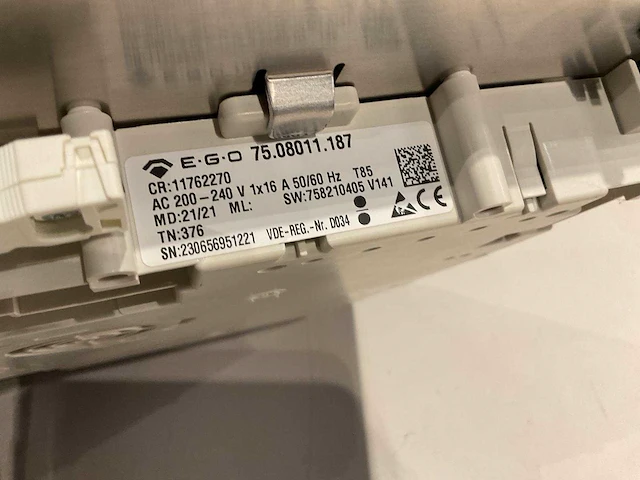 E·G·O 75.08011.187
CR:11762270
AC 200-240 V 1x16 A 50/60 Hz T85
MD:21/21 ML: SW:758210405 V141
TN:376
SN:230656951221 VDE-REG.-Nr. D034
CE